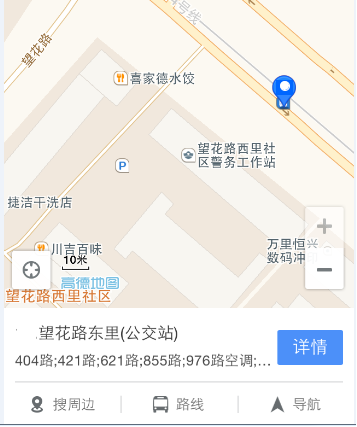 4号线
望花路
喜家德水饺
望花路西里社
区警务工作站
P
捷洁干洗店
川吉百味
万里恒兴
数码冲
10米
高德地图
望花路西里社区
望花路东里(公交站)
详情
404路;421路;621路;855路;976路空调;...
搜周边
路线
导航